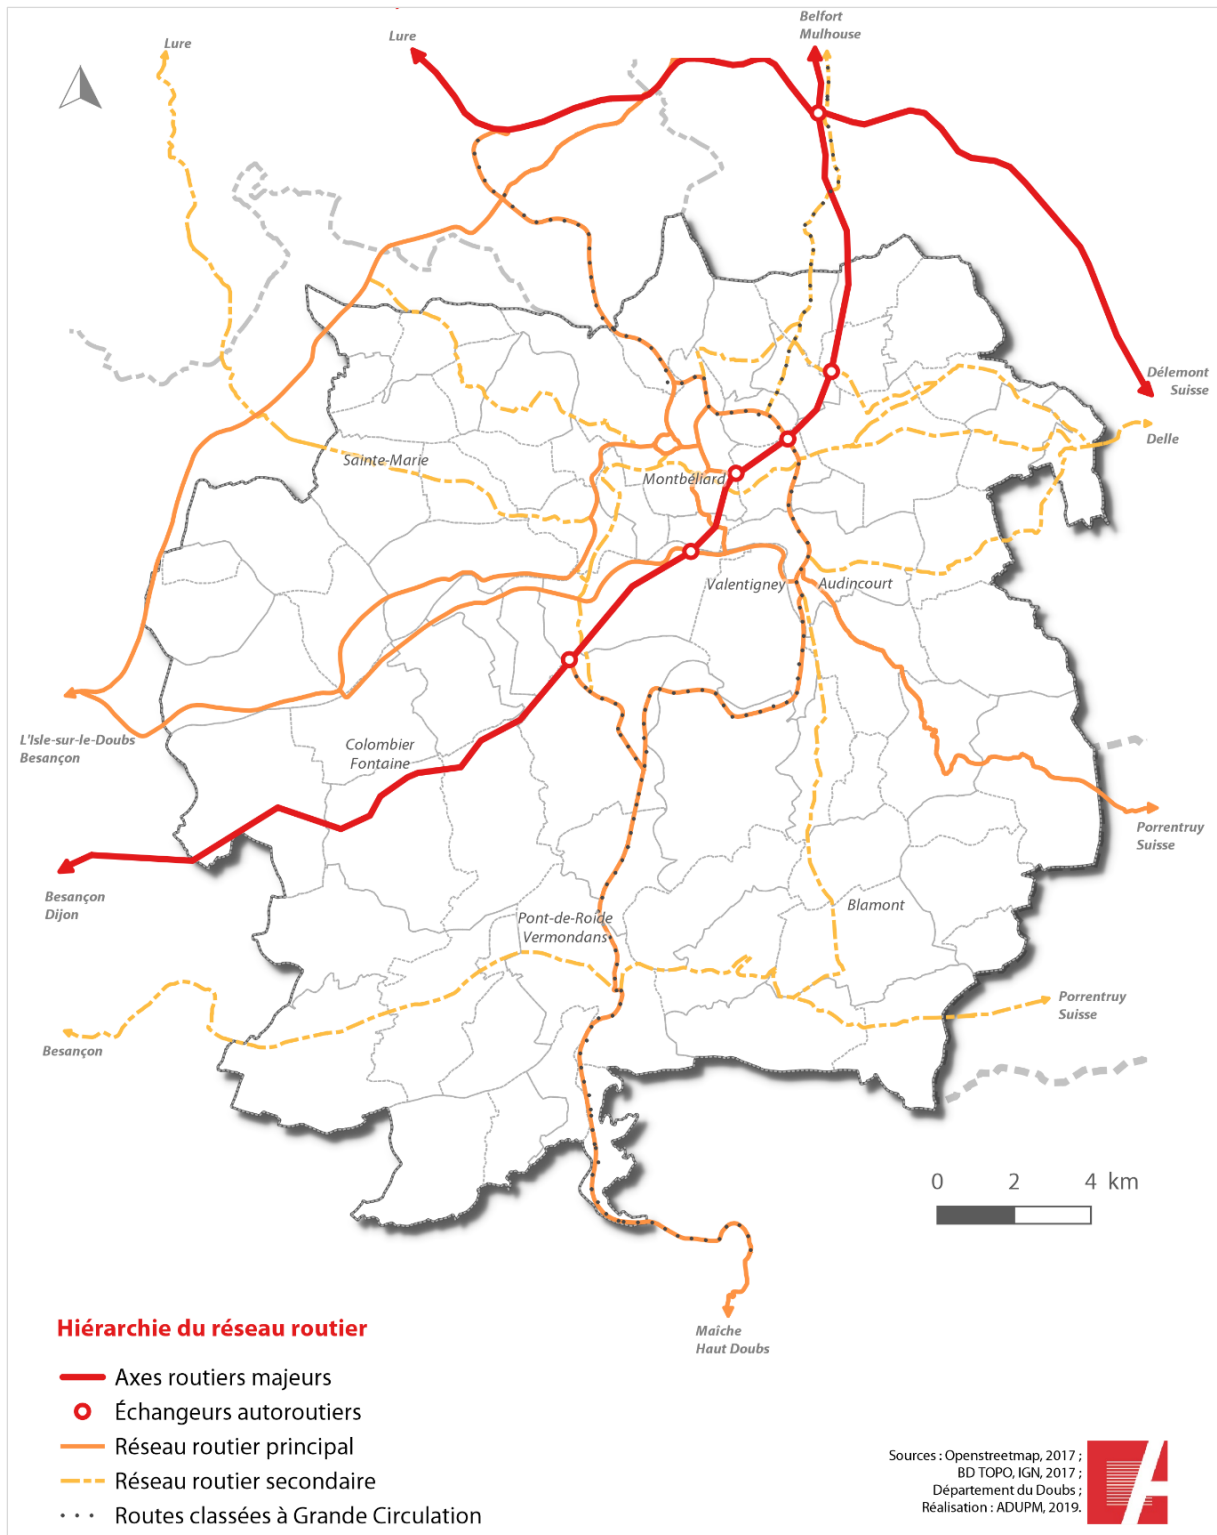 Belfort
Mulhouse
Lure
Lure
Délemont
Suisse
Delle
Sainte-Marie
Montbéliard
Valentigney
Audincourt
L'Isle-sur-le-Doubs
Besançon
Colombier
Fontaine
Porrentruy
Suisse
Besançon
Dijon
Blamont
Pont-de-Roide
Vermondans
Porrentruy
Suisse
Besançon
0 2 4 km
Maîche
Haut Doubs
Hiérarchie du réseau routier
Axes routiers majeurs
Échangeurs autoroutiers
Réseau routier principal
Réseau routier secondaire
Routes classées à Grande Circulation
Sources : Openstreetmap, 2017 ;
BD TOPO, IGN, 2017 ;
Département du Doubs ;
Réalisation : ADUPM, 2019.